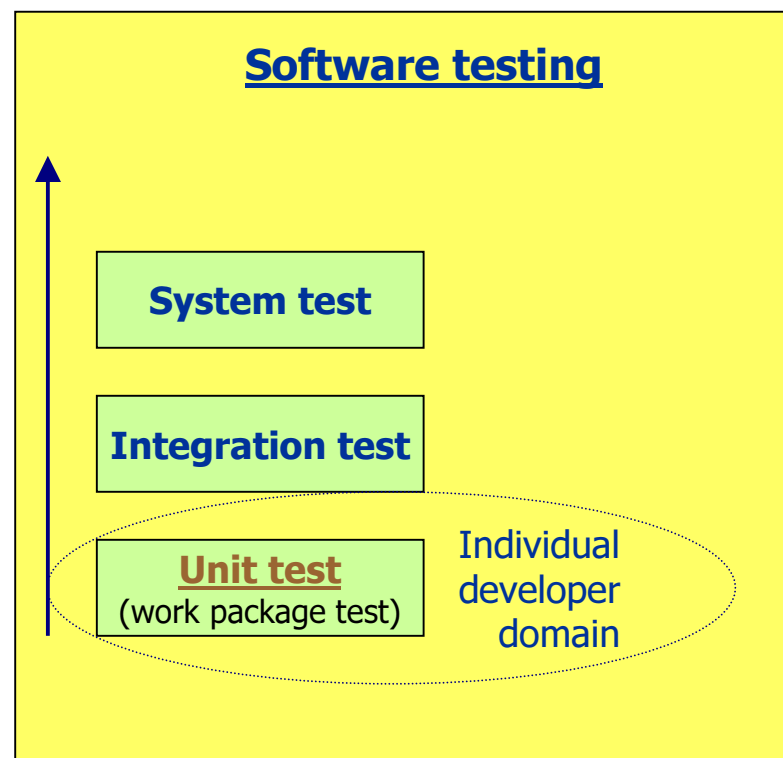 Software testing
System test
Integration test
Unit test
(work package test)
Individual
developer
domain